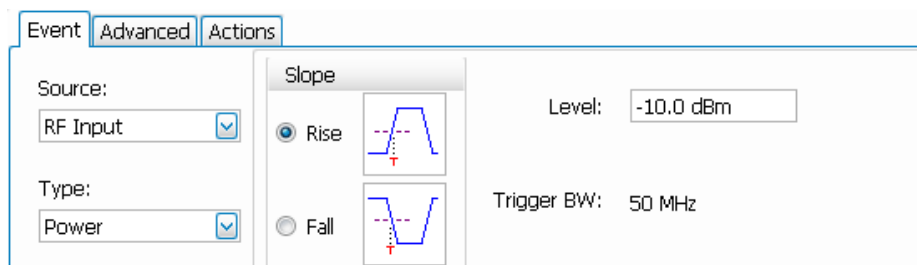 Event Advanced Actions
Source:
RF Input
Type:
Power
Slope
Rise
T
Fall
T
Level: -10.0 dBm
Trigger BW: 50 MHz